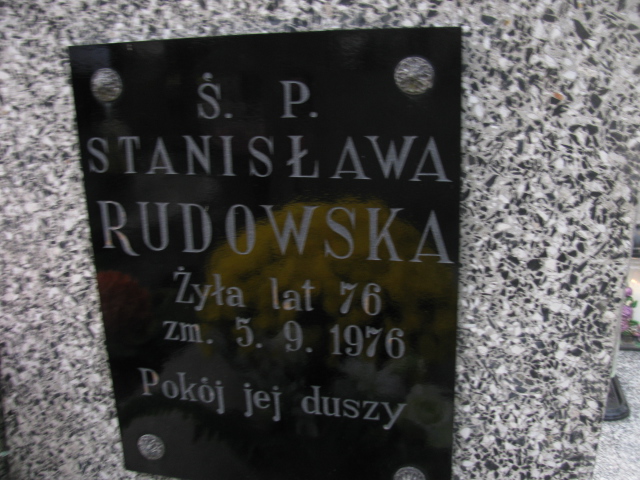 Ś. P.
STANISŁAWA
RUDOWSKA
Żyła lat 76
zm. 5. 9. 1976
Pokój jej duszy